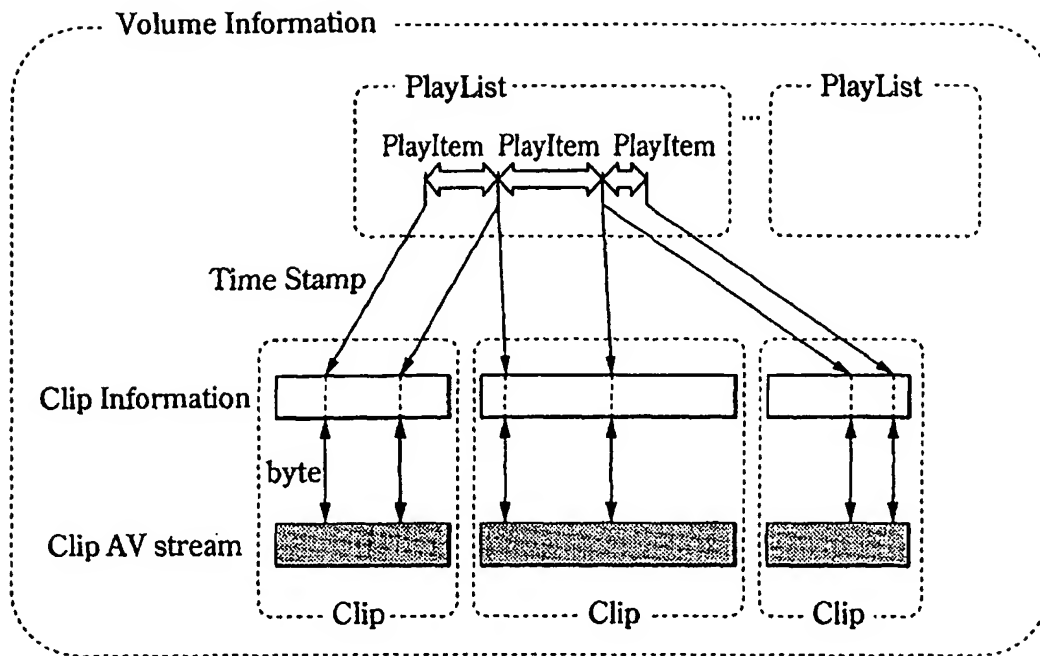 Volume Information
PlayList
PlayList
...
PlayItem PlayItem PlayItem
Time Stamp
Clip Information
byte
Clip AV stream
Clip
Clip
Clip